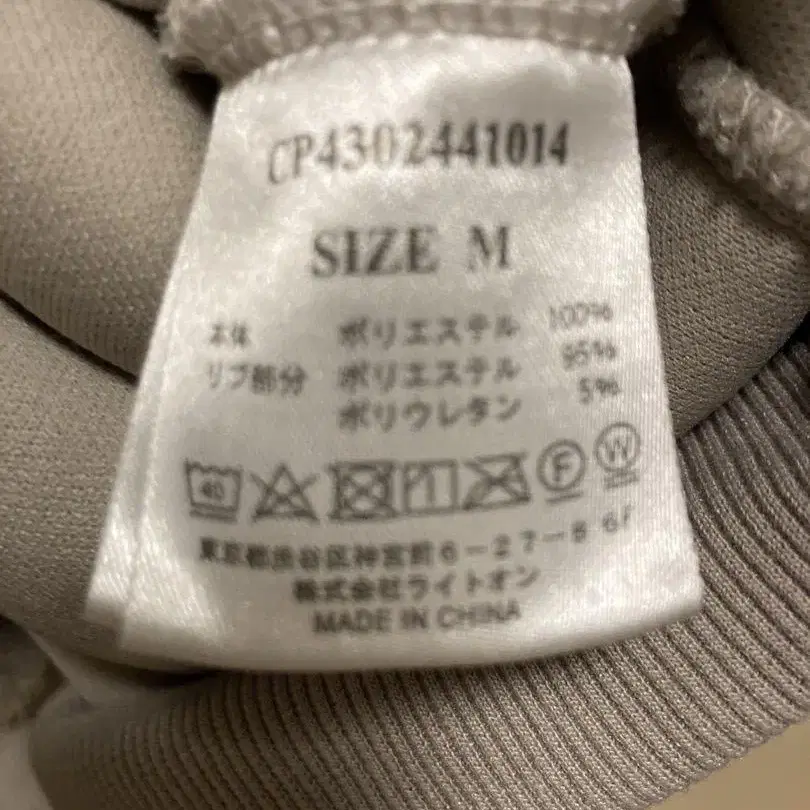 CP4302441014
SIZE M
本体 ポリエステル 100%
リブ部分 ポリエステル 95%
ポリウレタン 5%
40 F W
東京都渋谷区神宮前6-27-8 6F
株式会社ライトオン
MADE IN CHINA